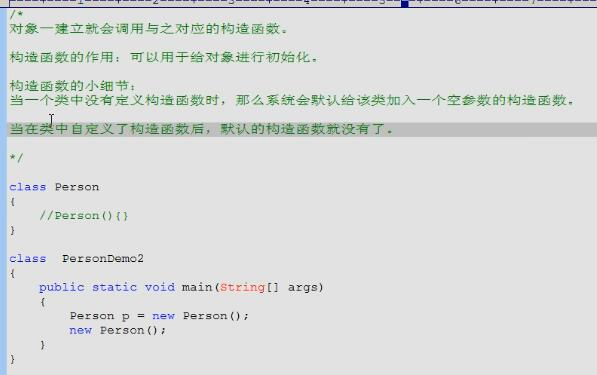 /*
对象一建立就会调用与之对应的构造函数。
构造函数的作用：可以用于给对象进行初始化。
构造函数的小细节：
当一个类中没有定义构造函数时，那么系统会默认给该类加入一个空参数的构造函数。
当在类中自定义了构造函数后，默认的构造函数就没有了。
*/
class Person
{
//Person(){}
}
class  PersonDemo2
{
public static void main(String[] args)
{
Person p = new Person();
new Person();
}
}